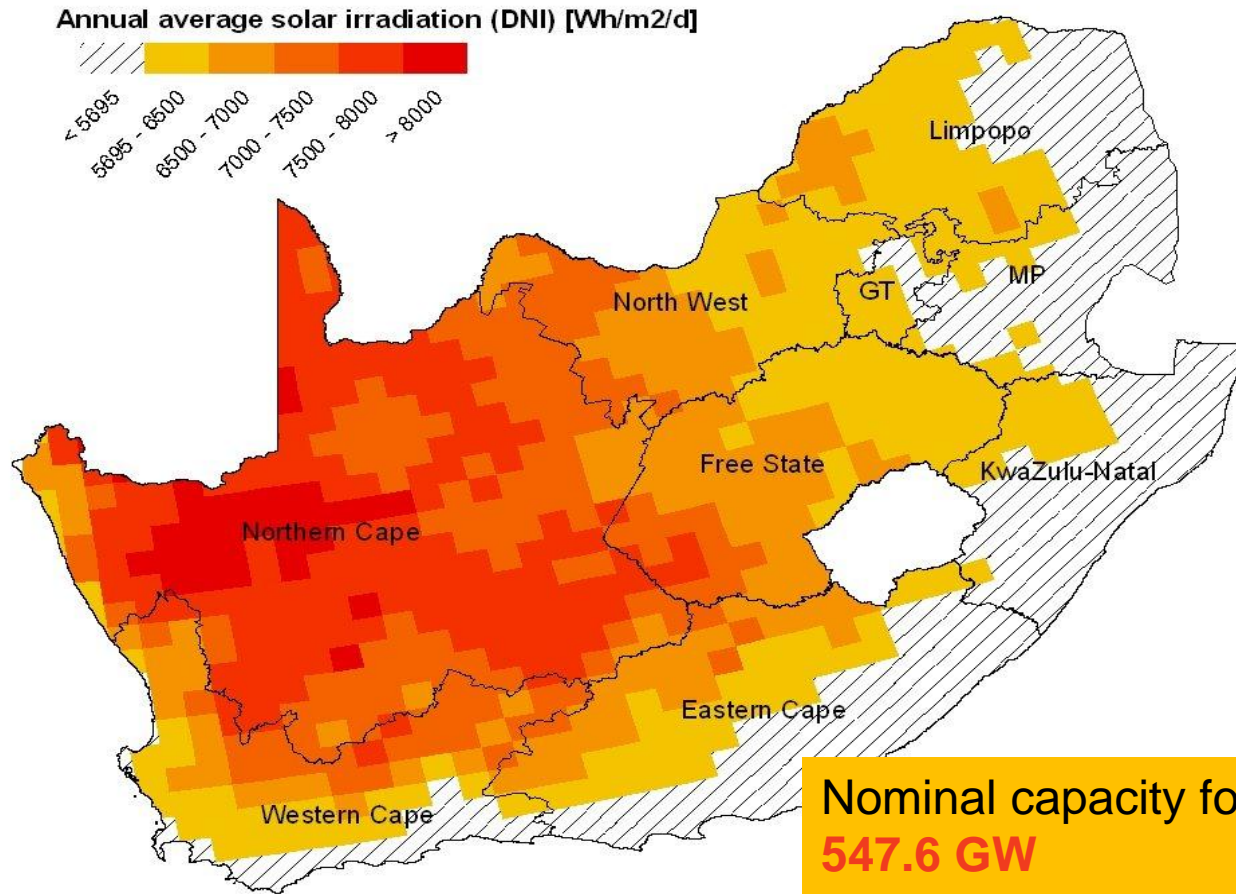 Annual average solar irradiation (DNI) [Wh/m2/d]
< 5695
5695 - 6500
6500 - 7000
7000 - 7500
7500 - 8000
> 8000
Limpopo
MP
GT
North West
Free State
KwaZulu-Natal
Northern Cape
Eastern Cape
Western Cape
Nominal capacity fo
547.6 GW